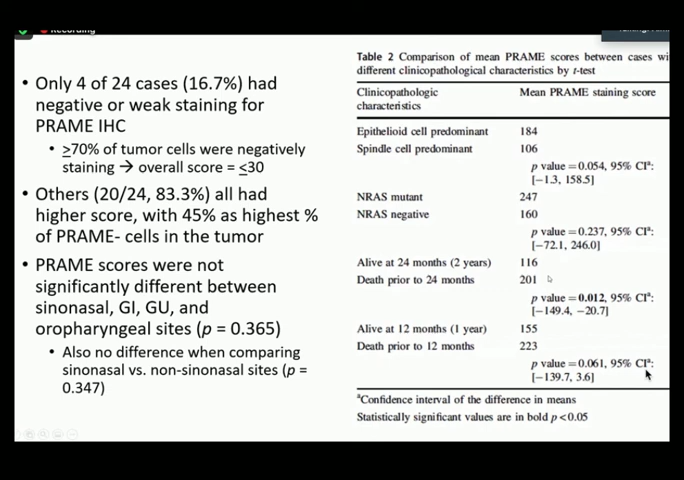 Recording
• Only 4 of 24 cases (16.7%) had
negative or weak staining for
PRAME IHC
• ≥70% of tumor cells were negatively
staining → overall score = ≤30
• Others (20/24, 83.3%) all had
higher score, with 45% as highest %
of PRAME- cells in the tumor
• PRAME scores were not
significantly different between
sinonasal, GI, GU, and
oropharyngeal sites (p = 0.365)
• Also no difference when comparing
sinonasal vs. non-sinonasal sites (p =
0.347)
Table 2 Comparison of mean PRAME scores between cases wi
different clinicopathological characteristics by t-test
Clinicopathologic Mean PRAME staining score
characteristics
Epithelioid cell predominant 184
Spindle cell predominant 106
p value = 0.054, 95% CIª:
[−1.3, 158.5]
NRAS mutant 247
NRAS negative 160
p value = 0.237, 95% CIª:
[−72.1, 246.0]
Alive at 24 months (2 years) 116
Death prior to 24 months 201
p value = 0.012, 95% CIª:
[−149.4, −20.7]
Alive at 12 months (1 year) 155
Death prior to 12 months 223
p value = 0.061, 95% CIª:
[−139.7, 3.6]
ªConfidence interval of the difference in means
Statistically significant values are in bold p < 0.05